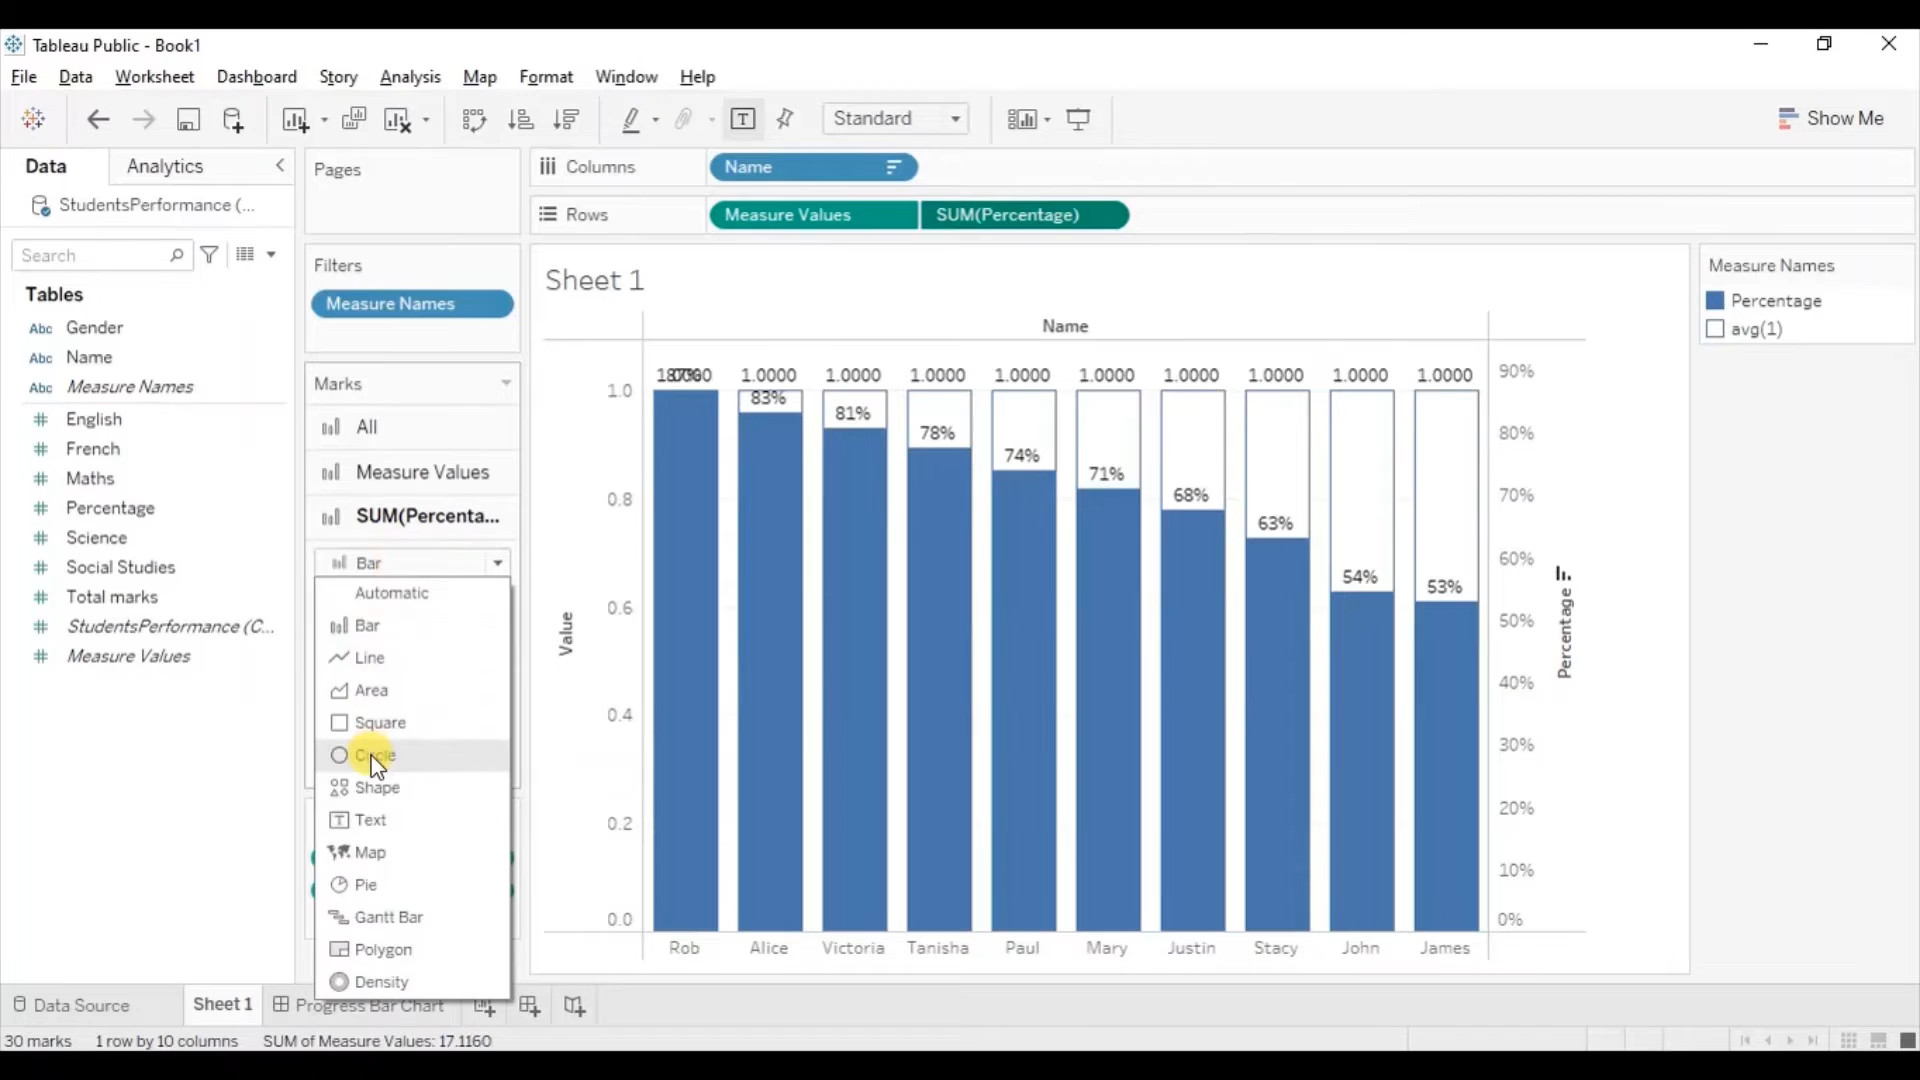 Tableau Public - Book1
File Data Worksheet Dashboard Story Analysis Map Format Window Help
Standard
Show Me
Data Analytics
StudentsPerformance (...
Search
Tables
Abc Gender
Abc Name
Abc Measure Names
# English
# French
# Maths
# Percentage
# Science
# Social Studies
# Total marks
# StudentsPerformance (C...
# Measure Values
Pages
Filters
Measure Names
Marks
All
Measure Values
SUM(Percenta...
Bar
Automatic
Bar
Line
Area
Square
Circle
Shape
Text
Map
Pie
Gantt Bar
Polygon
Density
Columns Name
Rows Measure Values SUM(Percentage)
Sheet 1
Name
1.0000 1.0000 1.0000 1.0000 1.0000 1.0000 1.0000 1.0000 1.0000
83% 81% 78% 74% 71% 68% 63% 54% 53%
Value
1.0
0.8
0.6
0.4
0.2
0.0
90%
80%
70%
60%
50%
40%
30%
20%
10%
0%
Percentage
Rob Alice Victoria Tanisha Paul Mary Justin Stacy John James
Measure Names
Percentage
avg(1)
Data Source Sheet 1 Progress Bar Chart
30 marks 1 row by 10 columns SUM of Measure Values: 17.1160